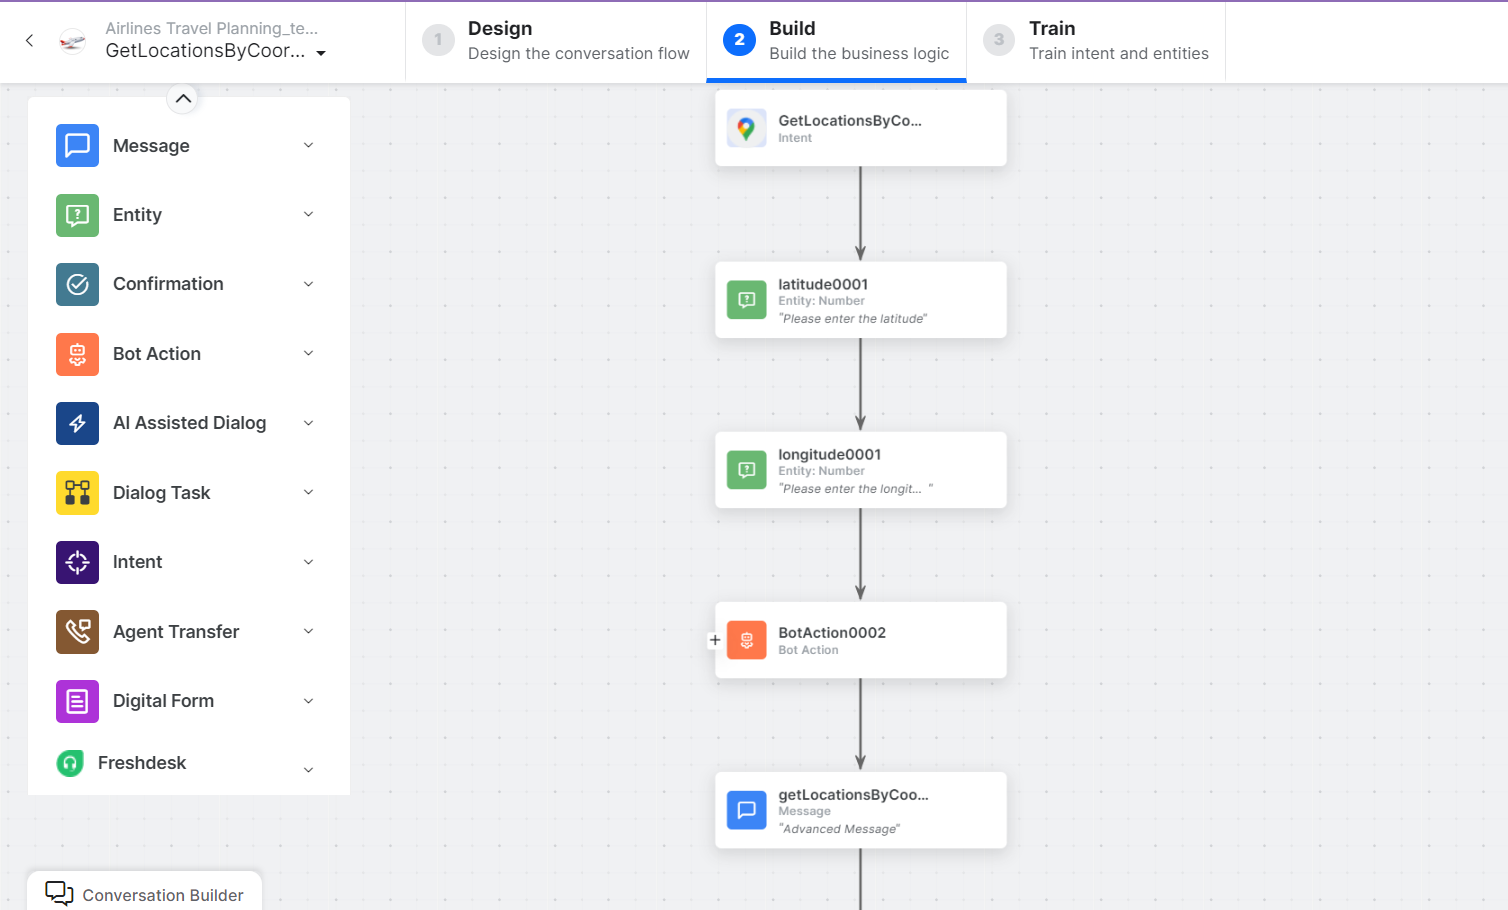 Airlines Travel Planning_te...
GetLocationsByCoor...
1
Design
Design the conversation flow
2
Build
Build the business logic
3
Train
Train intent and entities
Message
Entity
Confirmation
Bot Action
AI Assisted Dialog
Dialog Task
Intent
Agent Transfer
Digital Form
Freshdesk
Conversation Builder
GetLocationsByCo...
Intent
latitude0001
Entity: Number
"Please enter the latitude"
longitude0001
Entity: Number
"Please enter the longit... "
+
BotAction0002
Bot Action
getLocationsByCoo...
Message
"Advanced Message"